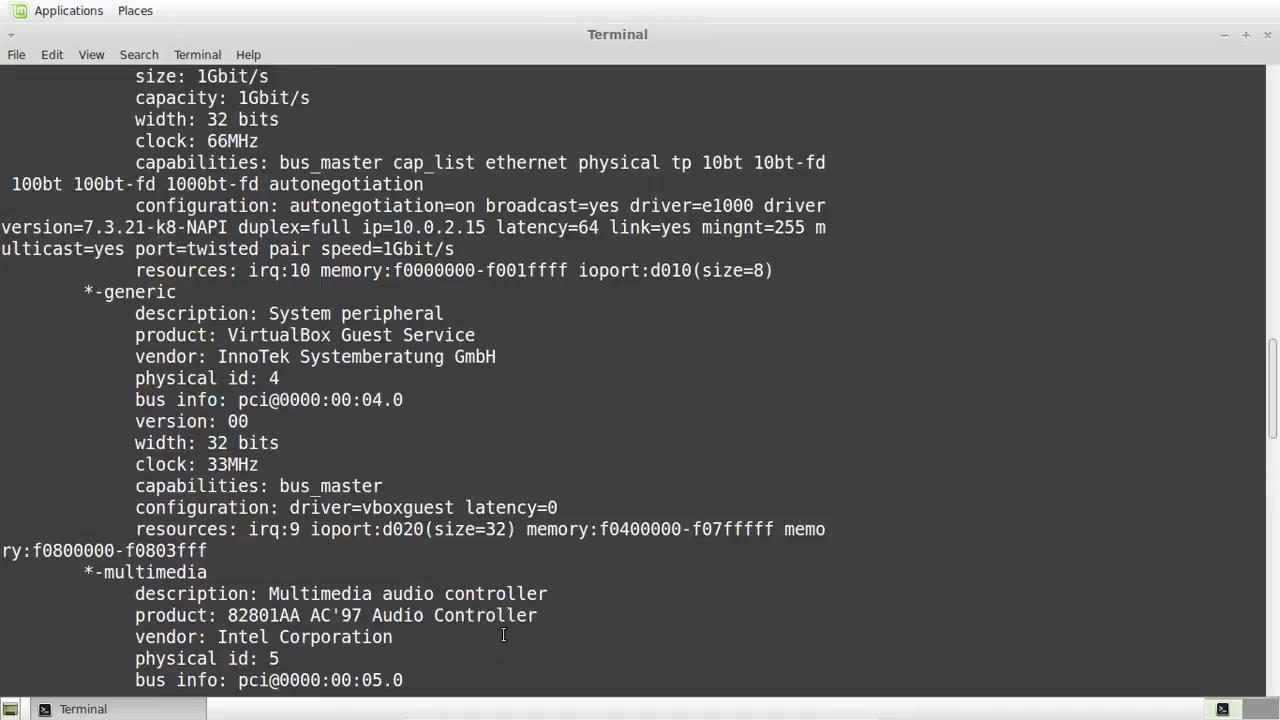 Applications Places
Terminal
File Edit View Search Terminal Help
size: 1Gbit/s
capacity: 1Gbit/s
width: 32 bits
clock: 66MHz
capabilities: bus_master cap_list ethernet physical tp 10bt 10bt-fd
100bt 100bt-fd 1000bt-fd autonegotiation
configuration: autonegotiation=on broadcast=yes driver=e1000 driver
version=7.3.21-k8-NAPI duplex=full ip=10.0.2.15 latency=64 link=yes mingnt=255 m
ulticast=yes port=twisted pair speed=1Gbit/s
resources: irq:10 memory:f0000000-f001ffff ioport:d010(size=8)
*-generic
description: System peripheral
product: VirtualBox Guest Service
vendor: InnoTek Systemberatung GmbH
physical id: 4
bus info: pci@0000:00:04.0
version: 00
width: 32 bits
clock: 33MHz
capabilities: bus_master
configuration: driver=vboxguest latency=0
resources: irq:9 ioport:d020(size=32) memory:f0400000-f07fffff memo
ry:f0800000-f0803fff
*-multimedia
description: Multimedia audio controller
product: 82801AA AC'97 Audio Controller
vendor: Intel Corporation
physical id: 5
bus info: pci@0000:00:05.0
Terminal